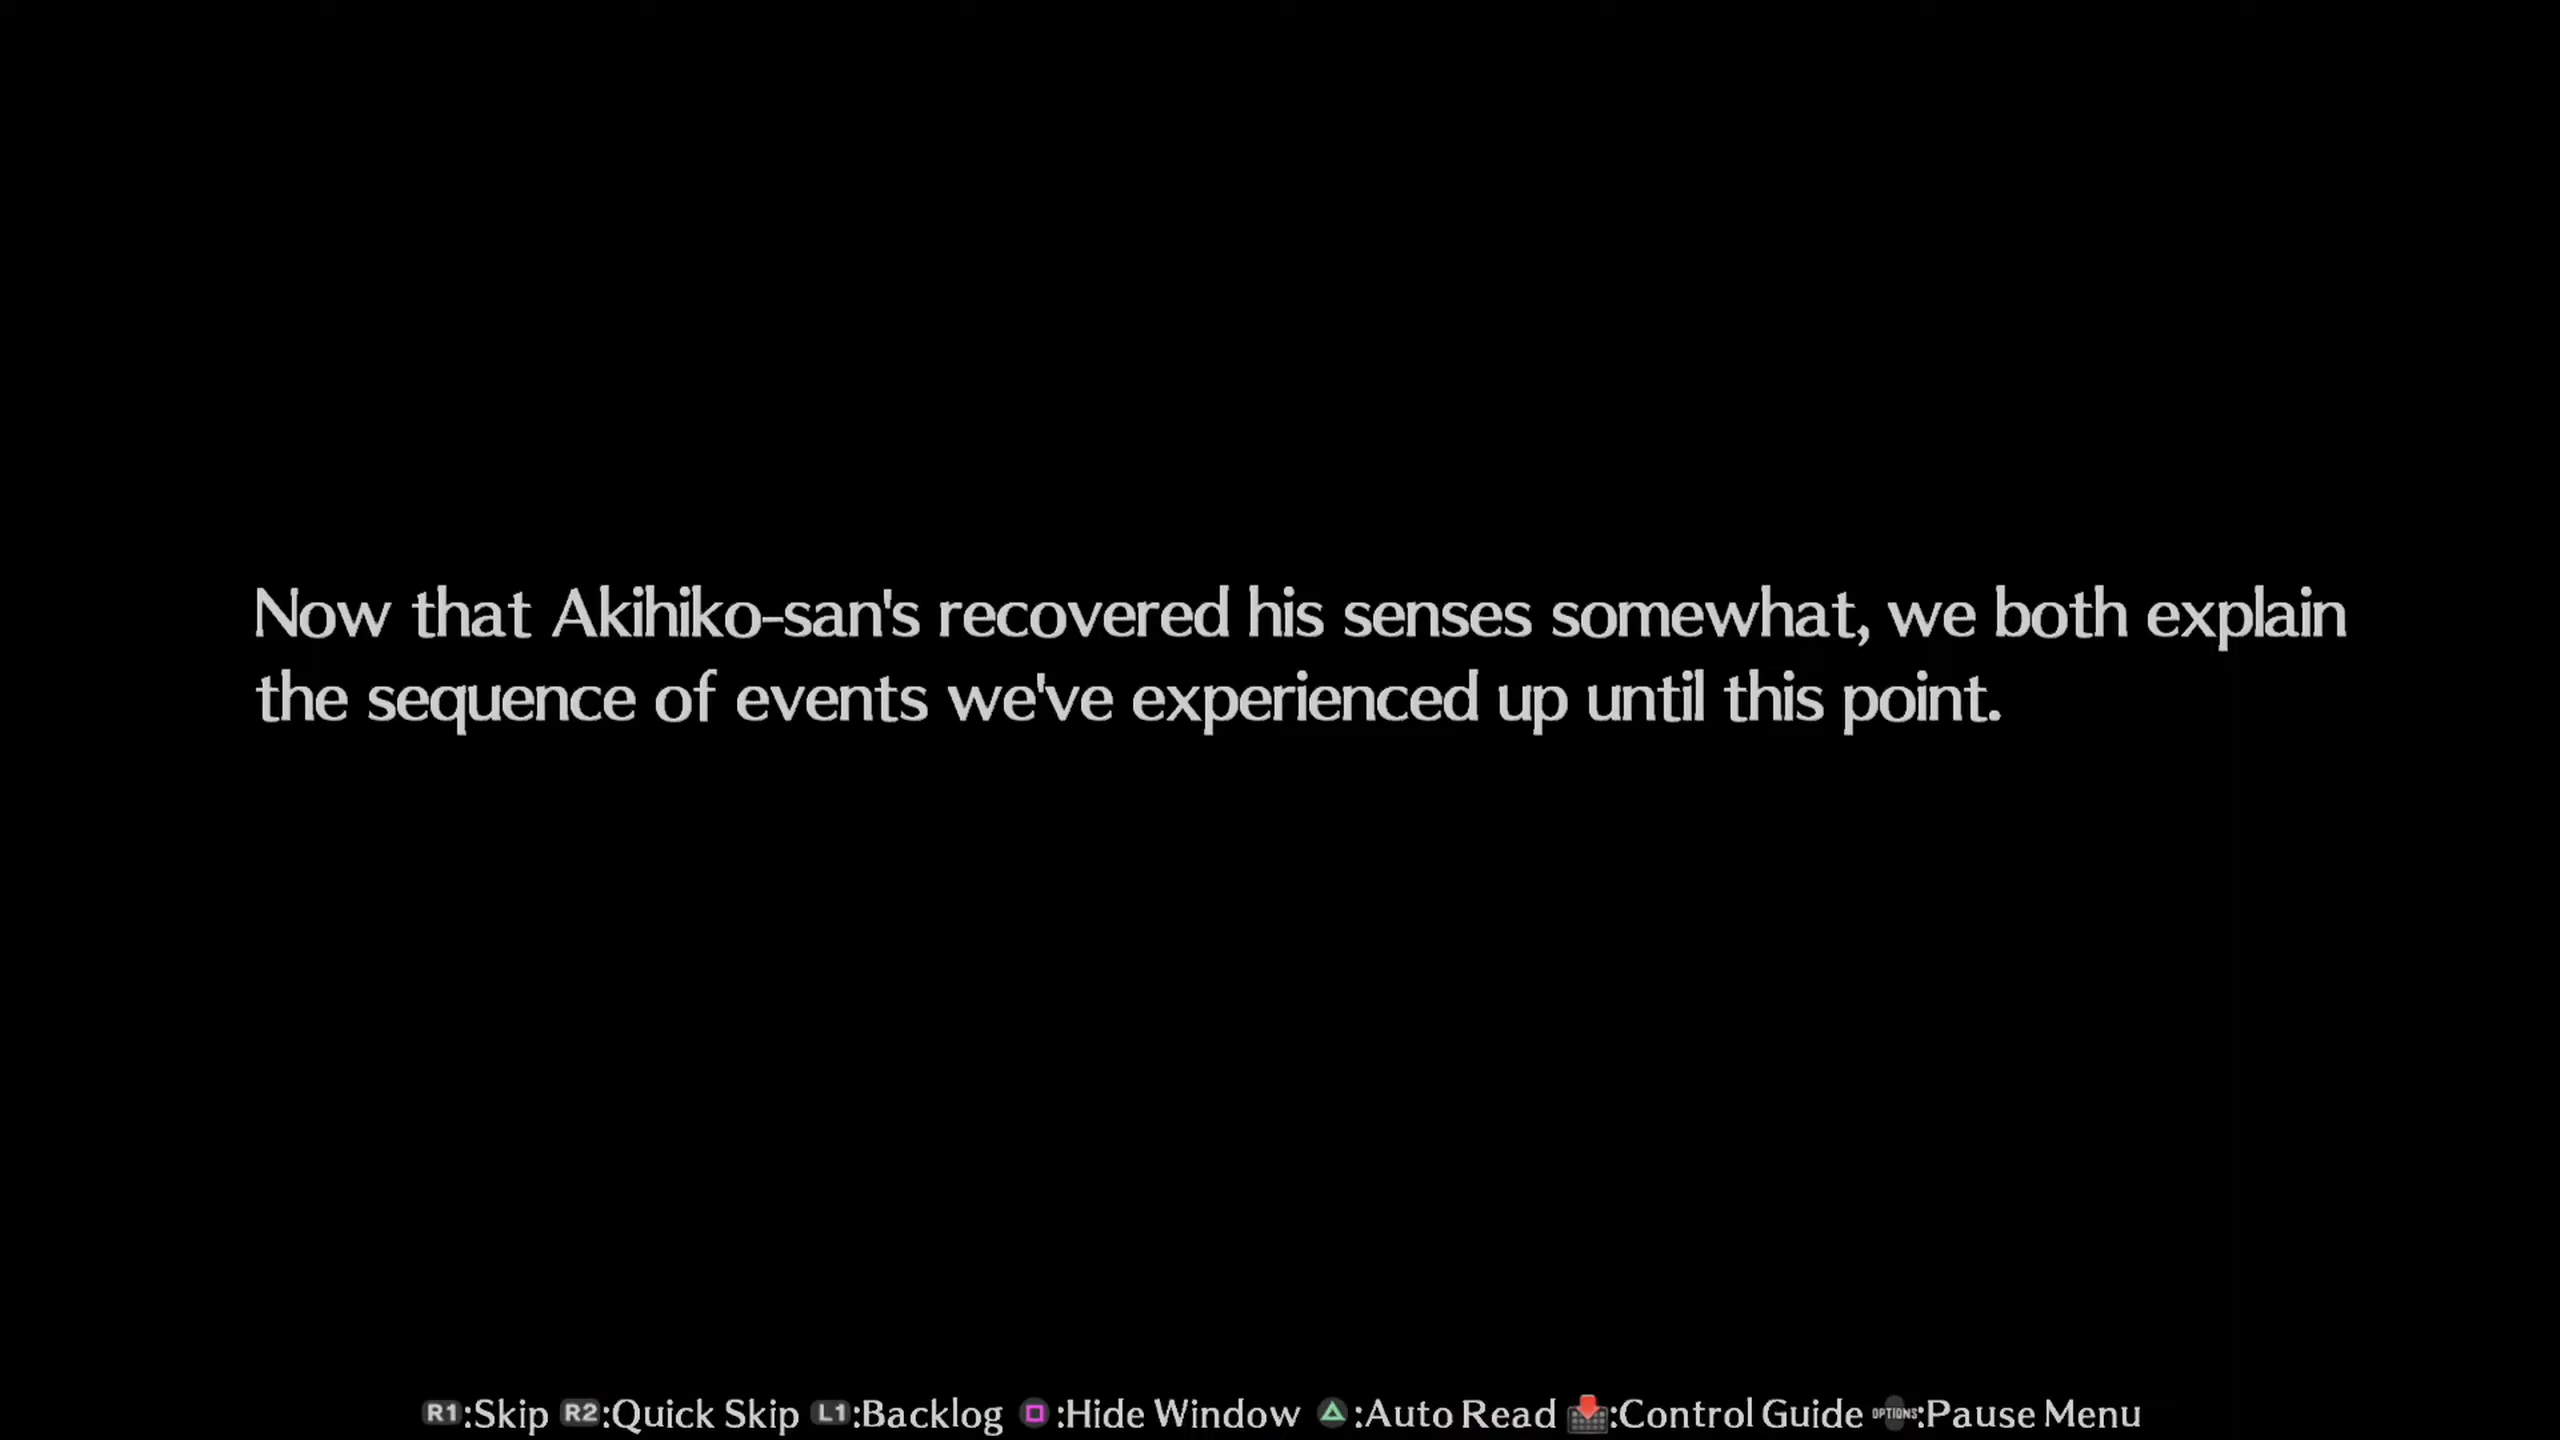 Now that Akihiko-san's recovered his senses somewhat, we both explain
the sequence of events we've experienced up until this point.
R1:Skip R2:Quick Skip L1:Backlog :Hide Window :Auto Read :Control Guide OPTIONS:Pause Menu